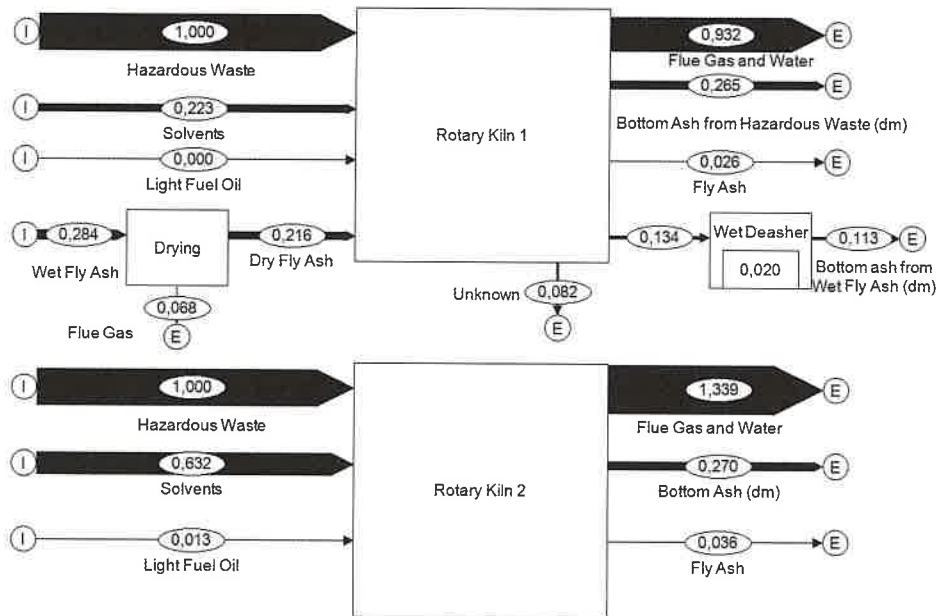 I
1,000
Hazardous Waste
I
0,223
Solvents
I
0,000
Light Fuel Oil
I
0,284
Wet Fly Ash
Drying
0,216
Dry Fly Ash
0,068
Flue Gas
E
Rotary Kiln 1
0,932
E
Flue Gas and Water
0,265
E
Bottom Ash from Hazardous Waste (dm)
0,026
E
Fly Ash
0,134
Wet Deasher
0,020
0,113
E
Bottom ash from
Wet Fly Ash (dm)
Unknown
0,082
E
I
1,000
Hazardous Waste
I
0,632
Solvents
I
0,013
Light Fuel Oil
Rotary Kiln 2
1,339
E
Flue Gas and Water
0,270
E
Bottom Ash (dm)
0,036
E
Fly Ash